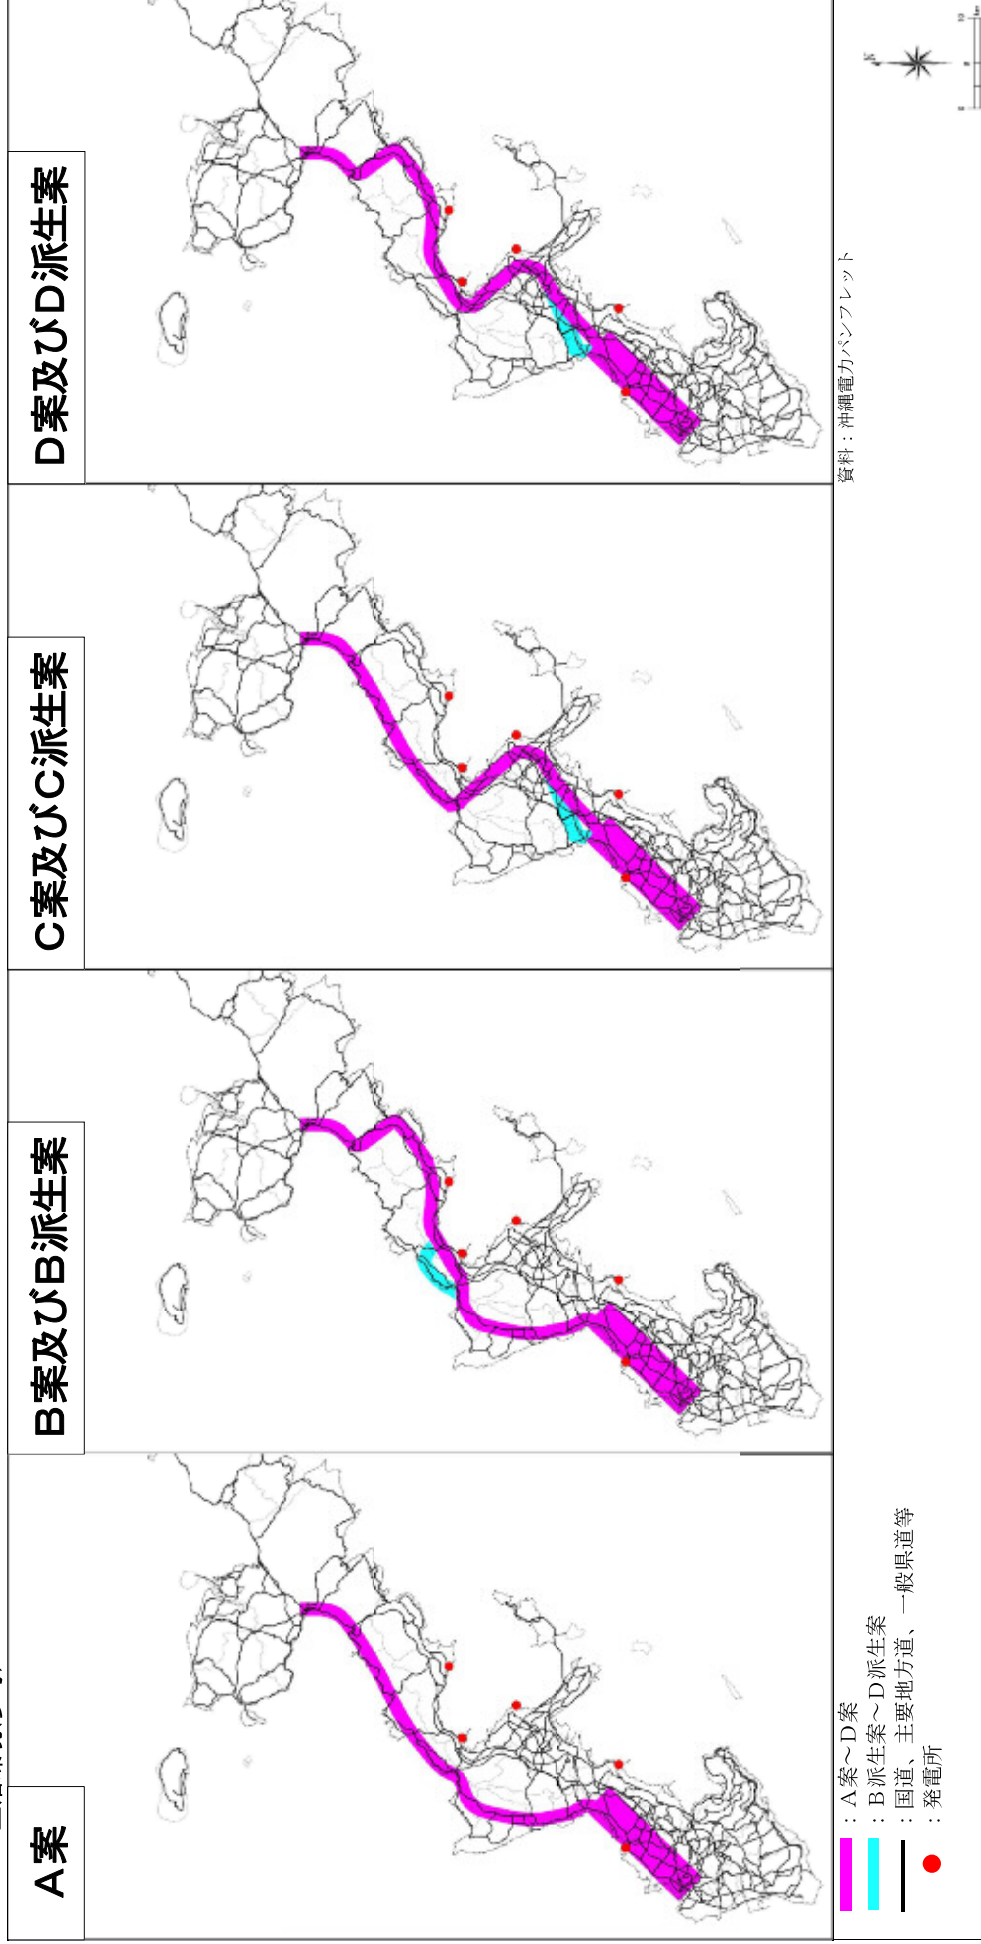 A案
B案及びB派生案
C案及びC派生案
D案及びD派生案
：A案～D案
：B派生案～D派生案
：国道、主要地方道、一般県道等
：発電所
資料：沖縄電力パンフレット
N